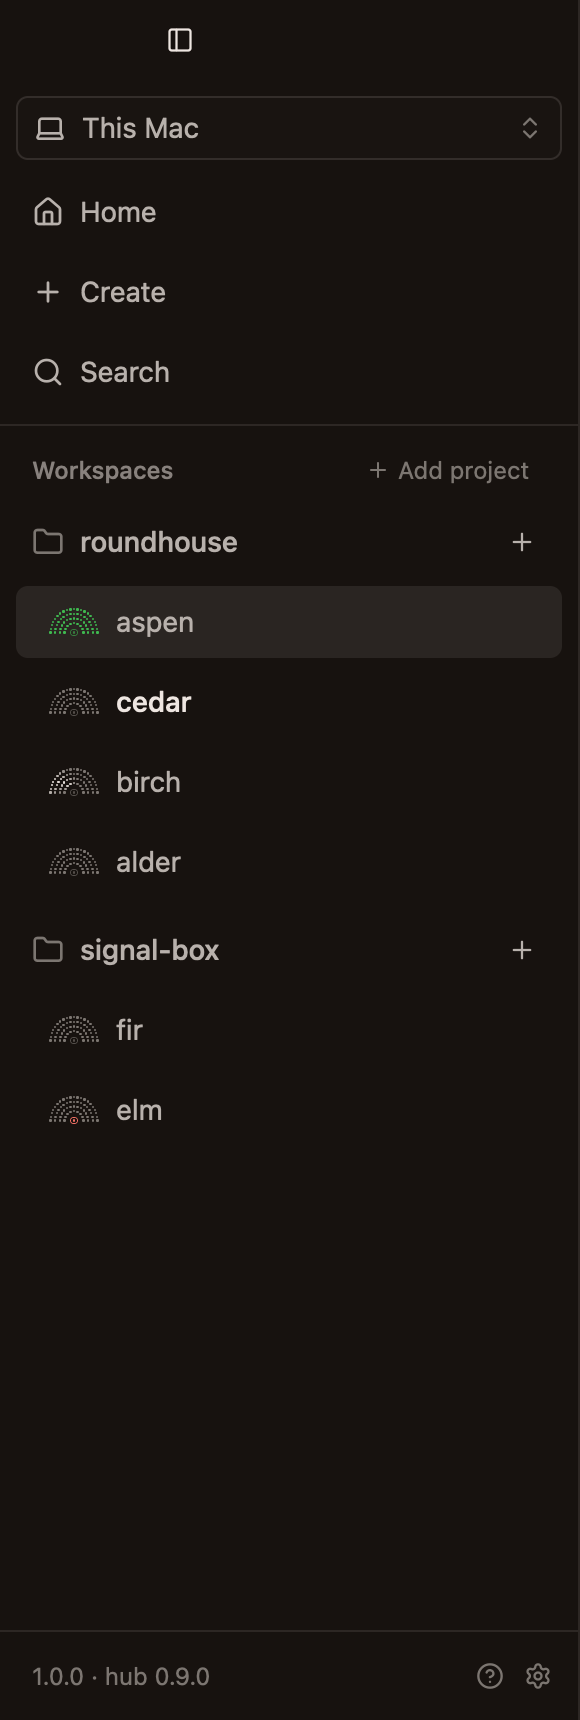 This Mac
Home
Create
Search
Workspaces + Add project
roundhouse
aspen
cedar
birch
alder
signal-box
fir
elm
1.0.0 · hub 0.9.0